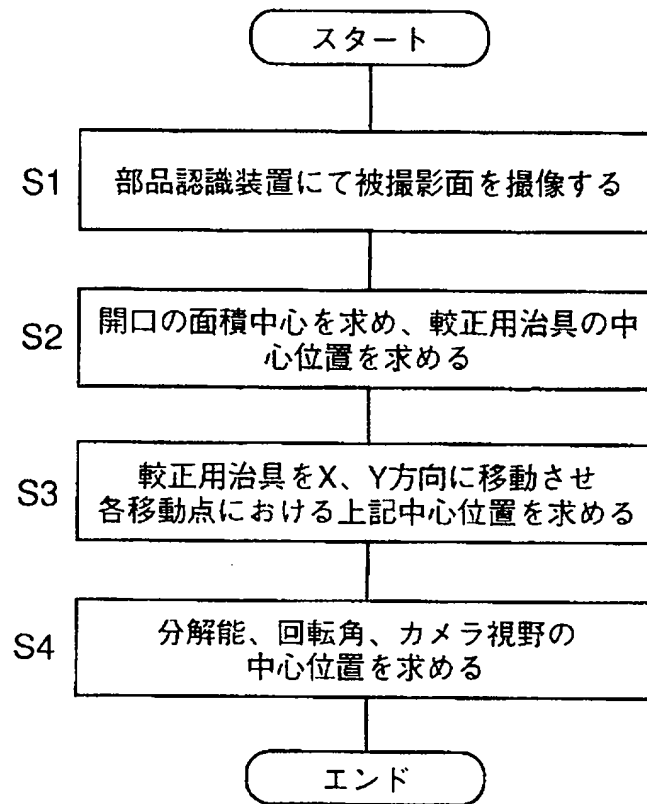 スタート
S1
部品認識装置にて被撮影面を撮像する
S2
開口の面積中心を求め、較正用治具の中
心位置を求める
S3
較正用治具をX、Y方向に移動させ
各移動点における上記中心位置を求める
S4
分解能、回転角、カメラ視野の
中心位置を求める
エンド